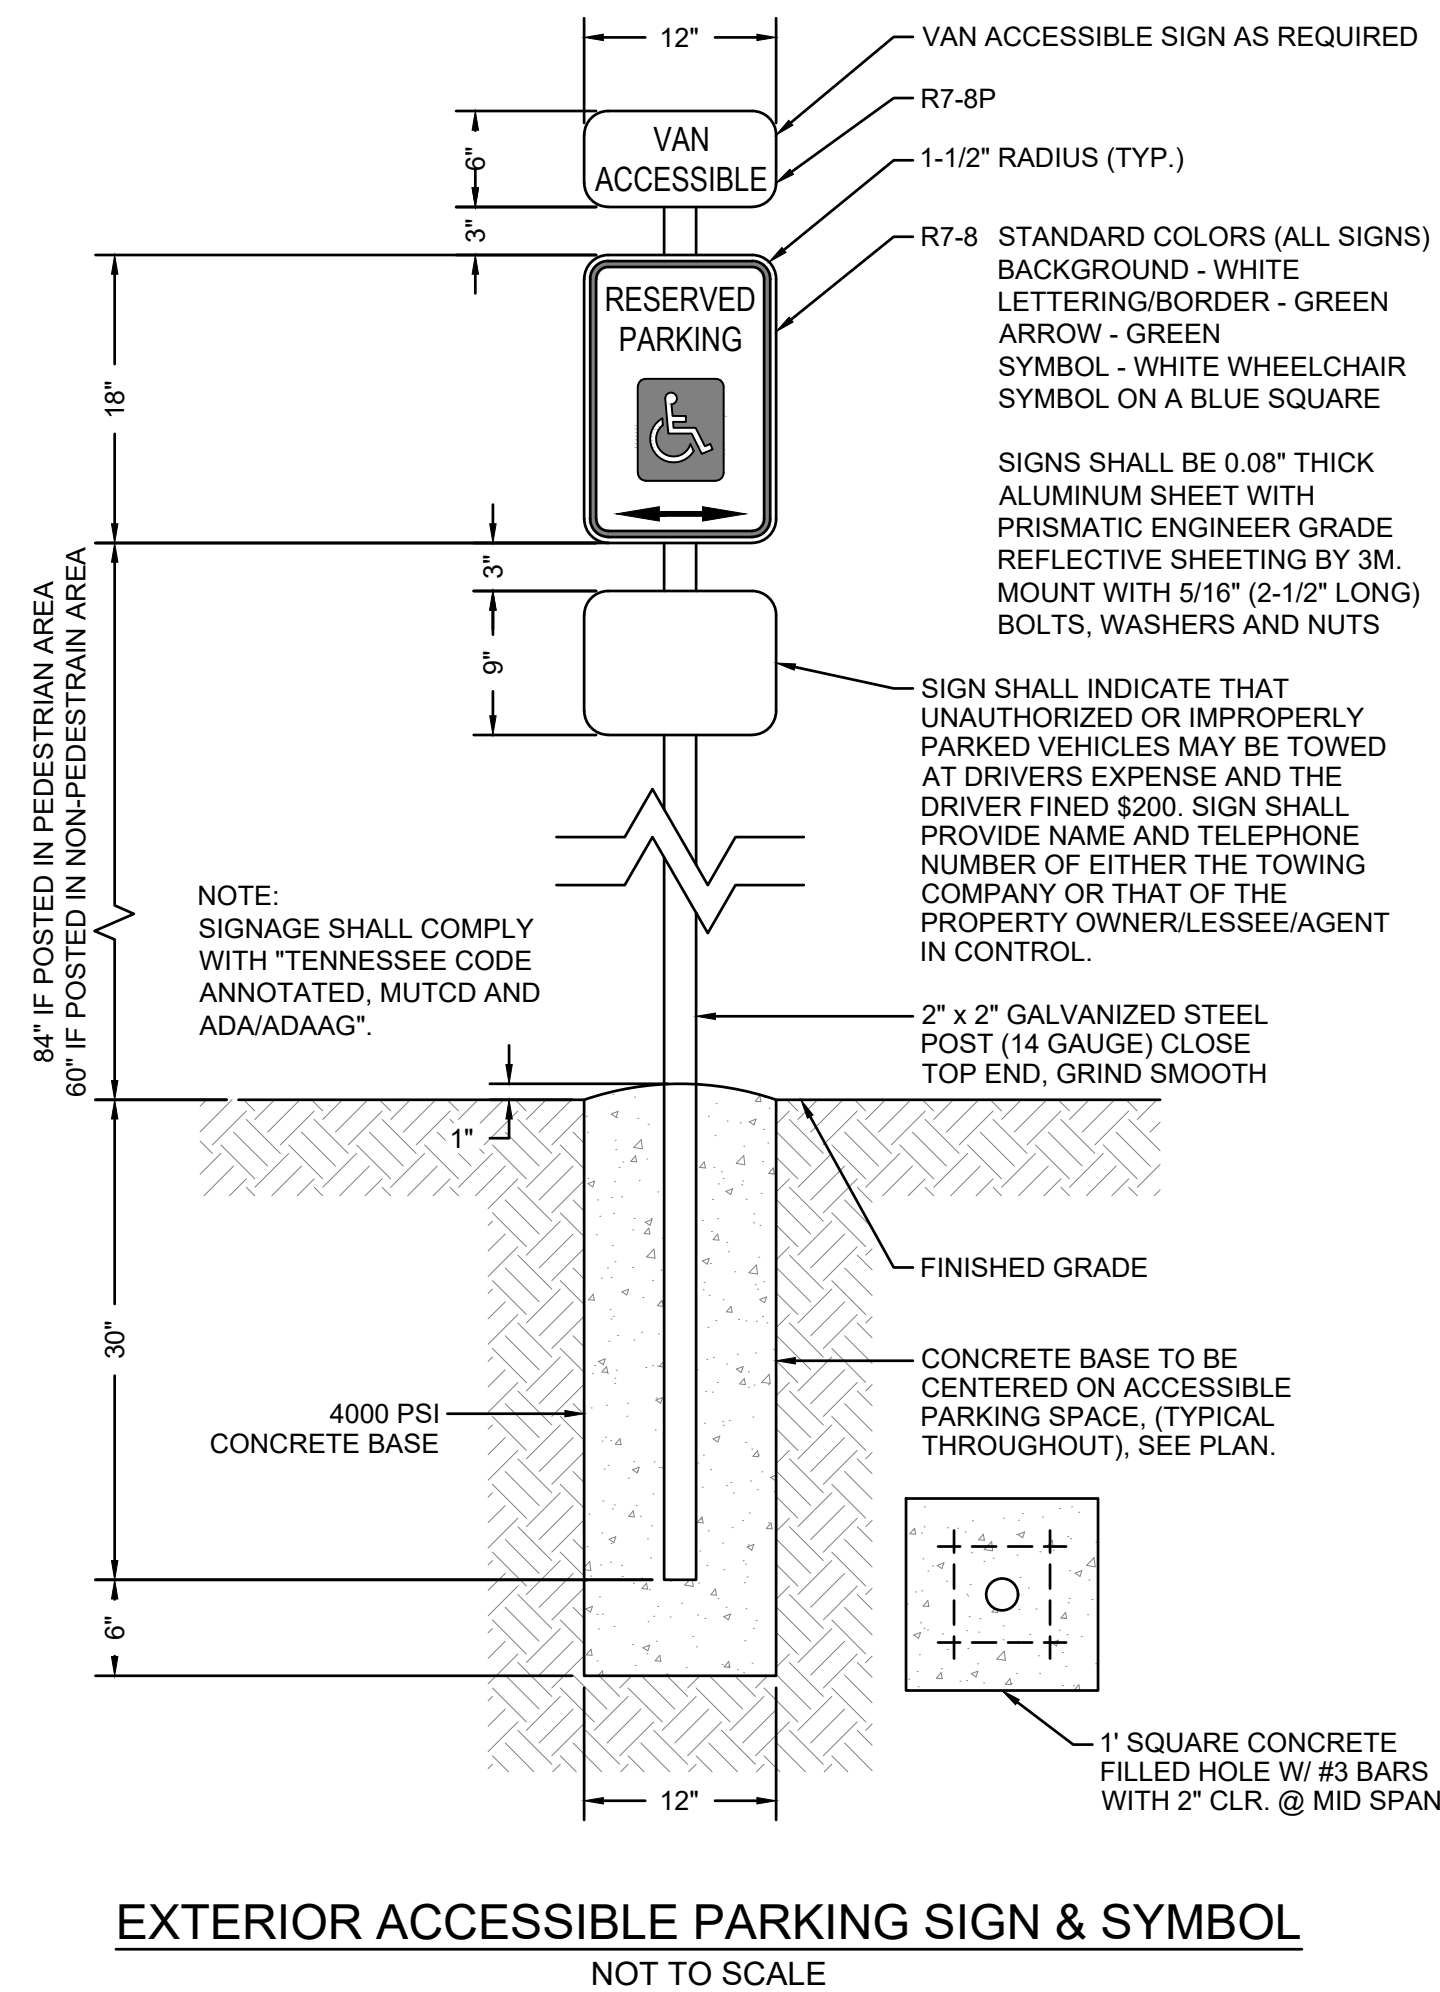 12"
VAN ACCESSIBLE SIGN AS REQUIRED
R7-8P
1-1/2" RADIUS (TYP.)
VAN
ACCESSIBLE
6"
3"
R7-8 STANDARD COLORS (ALL SIGNS)
BACKGROUND - WHITE
LETTERING/BORDER - GREEN
ARROW - GREEN
SYMBOL - WHITE WHEELCHAIR
SYMBOL ON A BLUE SQUARE
SIGNS SHALL BE 0.08" THICK
ALUMINUM SHEET WITH
PRISMATIC ENGINEER GRADE
REFLECTIVE SHEETING BY 3M.
MOUNT WITH 5/16" (2-1/2" LONG)
BOLTS, WASHERS AND NUTS
RESERVED
PARKING
18"
3"
9"
SIGN SHALL INDICATE THAT
UNAUTHORIZED OR IMPROPERLY
PARKED VEHICLES MAY BE TOWED
AT DRIVERS EXPENSE AND THE
DRIVER FINED $200. SIGN SHALL
PROVIDE NAME AND TELEPHONE
NUMBER OF EITHER THE TOWING
COMPANY OR THAT OF THE
PROPERTY OWNER/LESSEE/AGENT
IN CONTROL.
84" IF POSTED IN PEDESTRIAN AREA
60" IF POSTED IN NON-PEDESTRAIN AREA
NOTE:
SIGNAGE SHALL COMPLY
WITH "TENNESSEE CODE
ANNOTATED, MUTCD AND
ADA/ADAAG".
2" x 2" GALVANIZED STEEL
POST (14 GAUGE) CLOSE
TOP END, GRIND SMOOTH
1"
FINISHED GRADE
30"
CONCRETE BASE TO BE
CENTERED ON ACCESSIBLE
PARKING SPACE, (TYPICAL
THROUGHOUT), SEE PLAN.
4000 PSI
CONCRETE BASE
6"
1' SQUARE CONCRETE
FILLED HOLE W/ #3 BARS
WITH 2" CLR. @ MID SPAN
12"
EXTERIOR ACCESSIBLE PARKING SIGN & SYMBOL
NOT TO SCALE